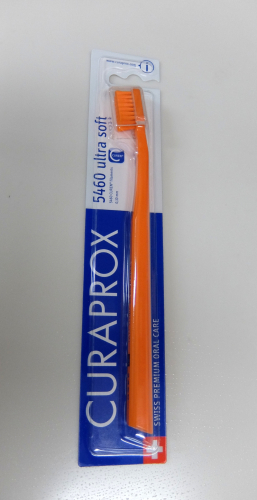 CURAPROX
5460 ultra soft
SWISS PREMIUM ORAL CARE